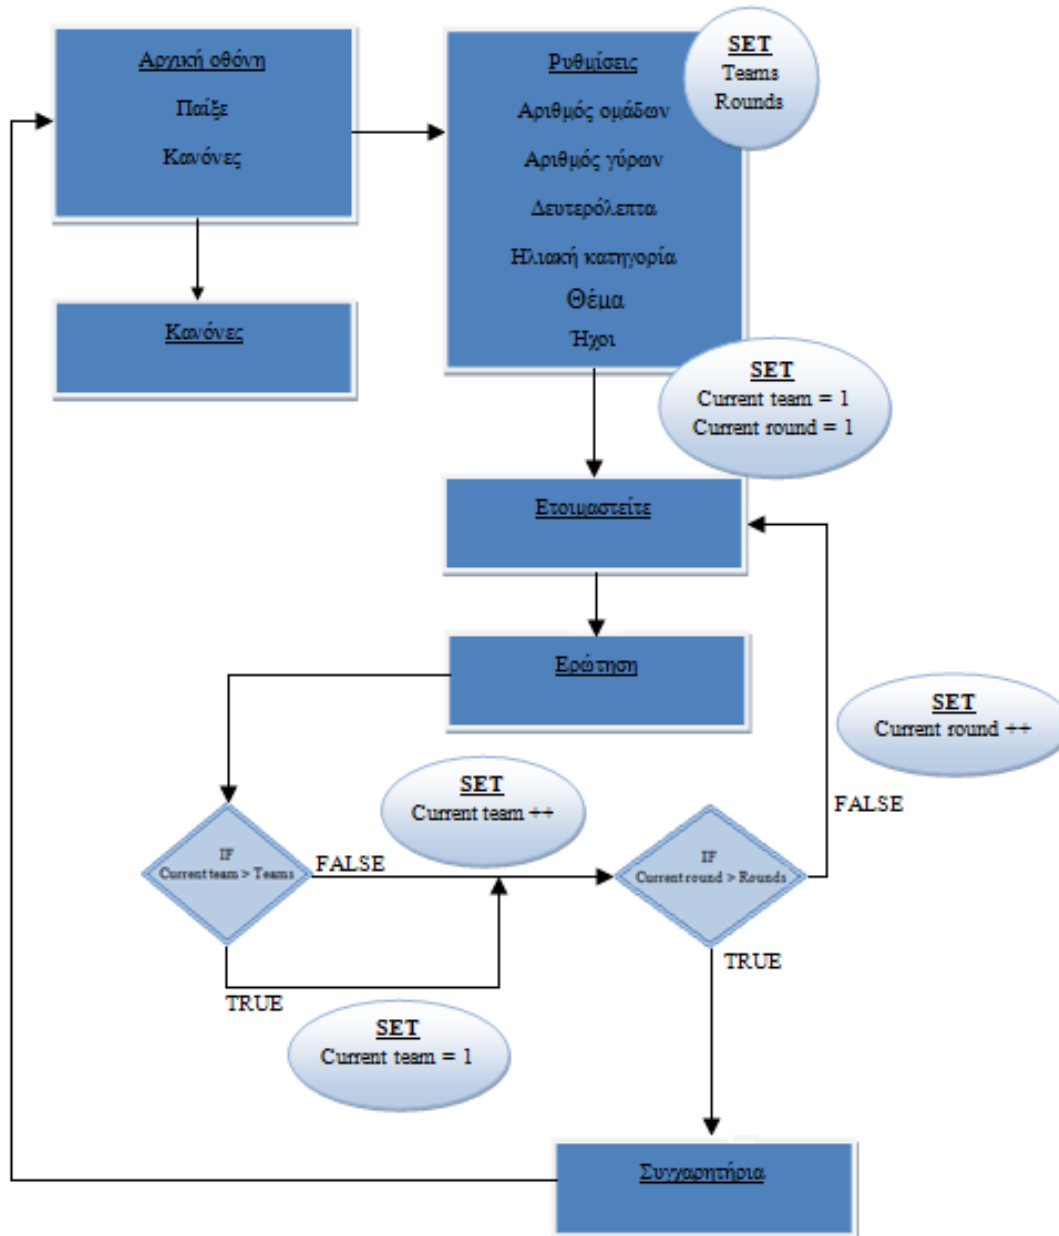 Αρχική οθόνη
Παίξε
Κανόνες
Ρυθμίσεις
Αριθμός ομάδων
Αριθμός γύρων
Δευτερόλεπτα
Ηλιακή κατηγορία
Θέμα
Ήχοι
SET
Teams
Rounds
Κανόνες
SET
Current team = 1
Current round = 1
Ετοιμαστείτε
Ερώτηση
SET
Current round ++
SET
Current team ++
FALSE
IF
Current team > Teams
FALSE
IF
Current round > Rounds
TRUE
TRUE
SET
Current team = 1
Συγχαρητήρια